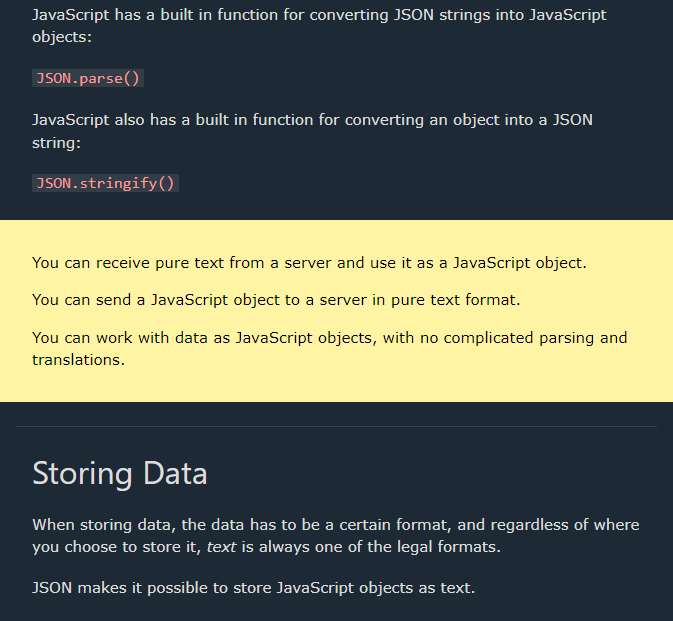 JavaScript has a built in function for converting JSON strings into JavaScript
objects:
JSON.parse()
JavaScript also has a built in function for converting an object into a JSON
string:
JSON.stringify()
You can receive pure text from a server and use it as a JavaScript object.
You can send a JavaScript object to a server in pure text format.
You can work with data as JavaScript objects, with no complicated parsing and
translations.
Storing Data
When storing data, the data has to be a certain format, and regardless of where
you choose to store it, text is always one of the legal formats.
JSON makes it possible to store JavaScript objects as text.